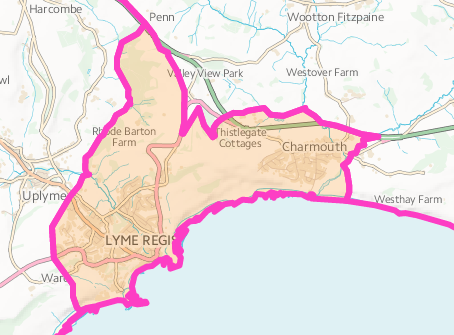 Harcombe
Penn
Wootton Fitzpaine
Valley View Park
Westover Farm
wl
Rhode Barton
Farm
Thistlegate
Cottages
Charmouth
Uplyme
Westhay Farm
LYME REGIS
Ware